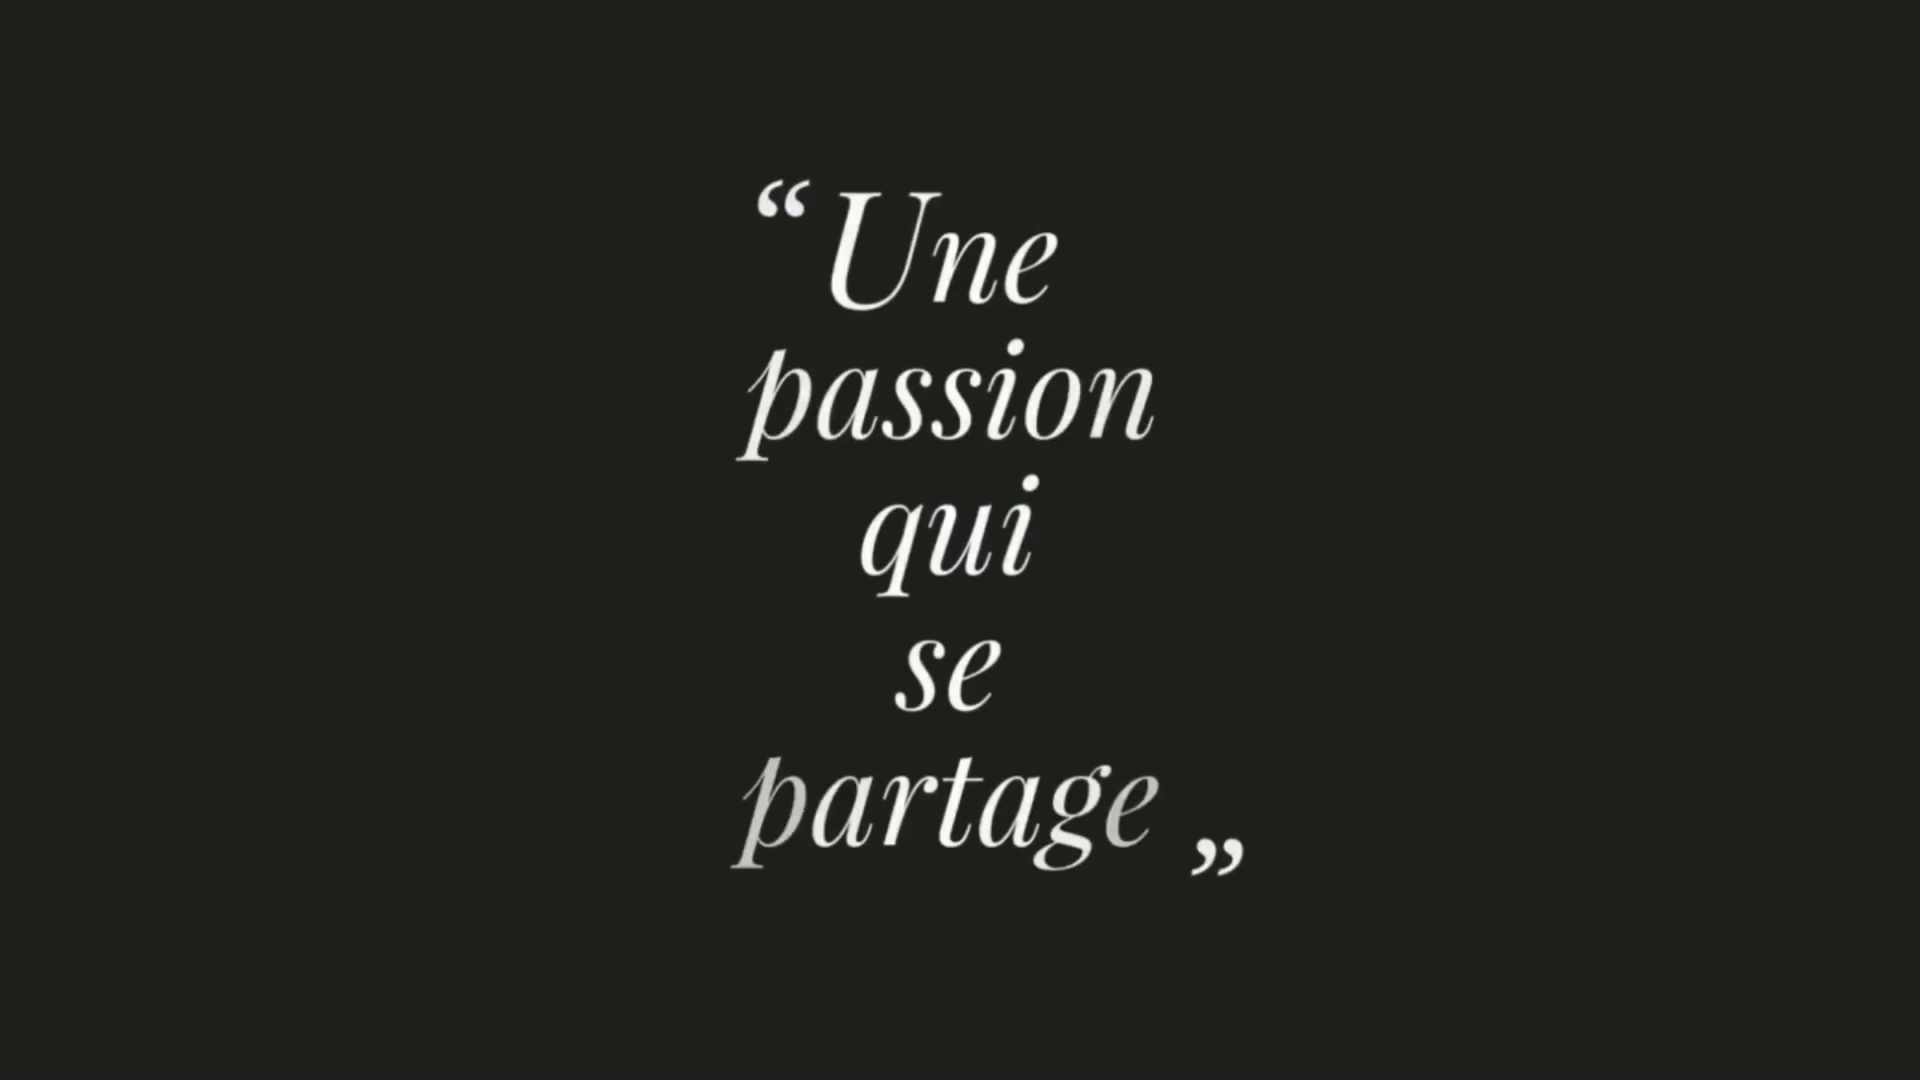 “Une
passion
qui
se
partage”